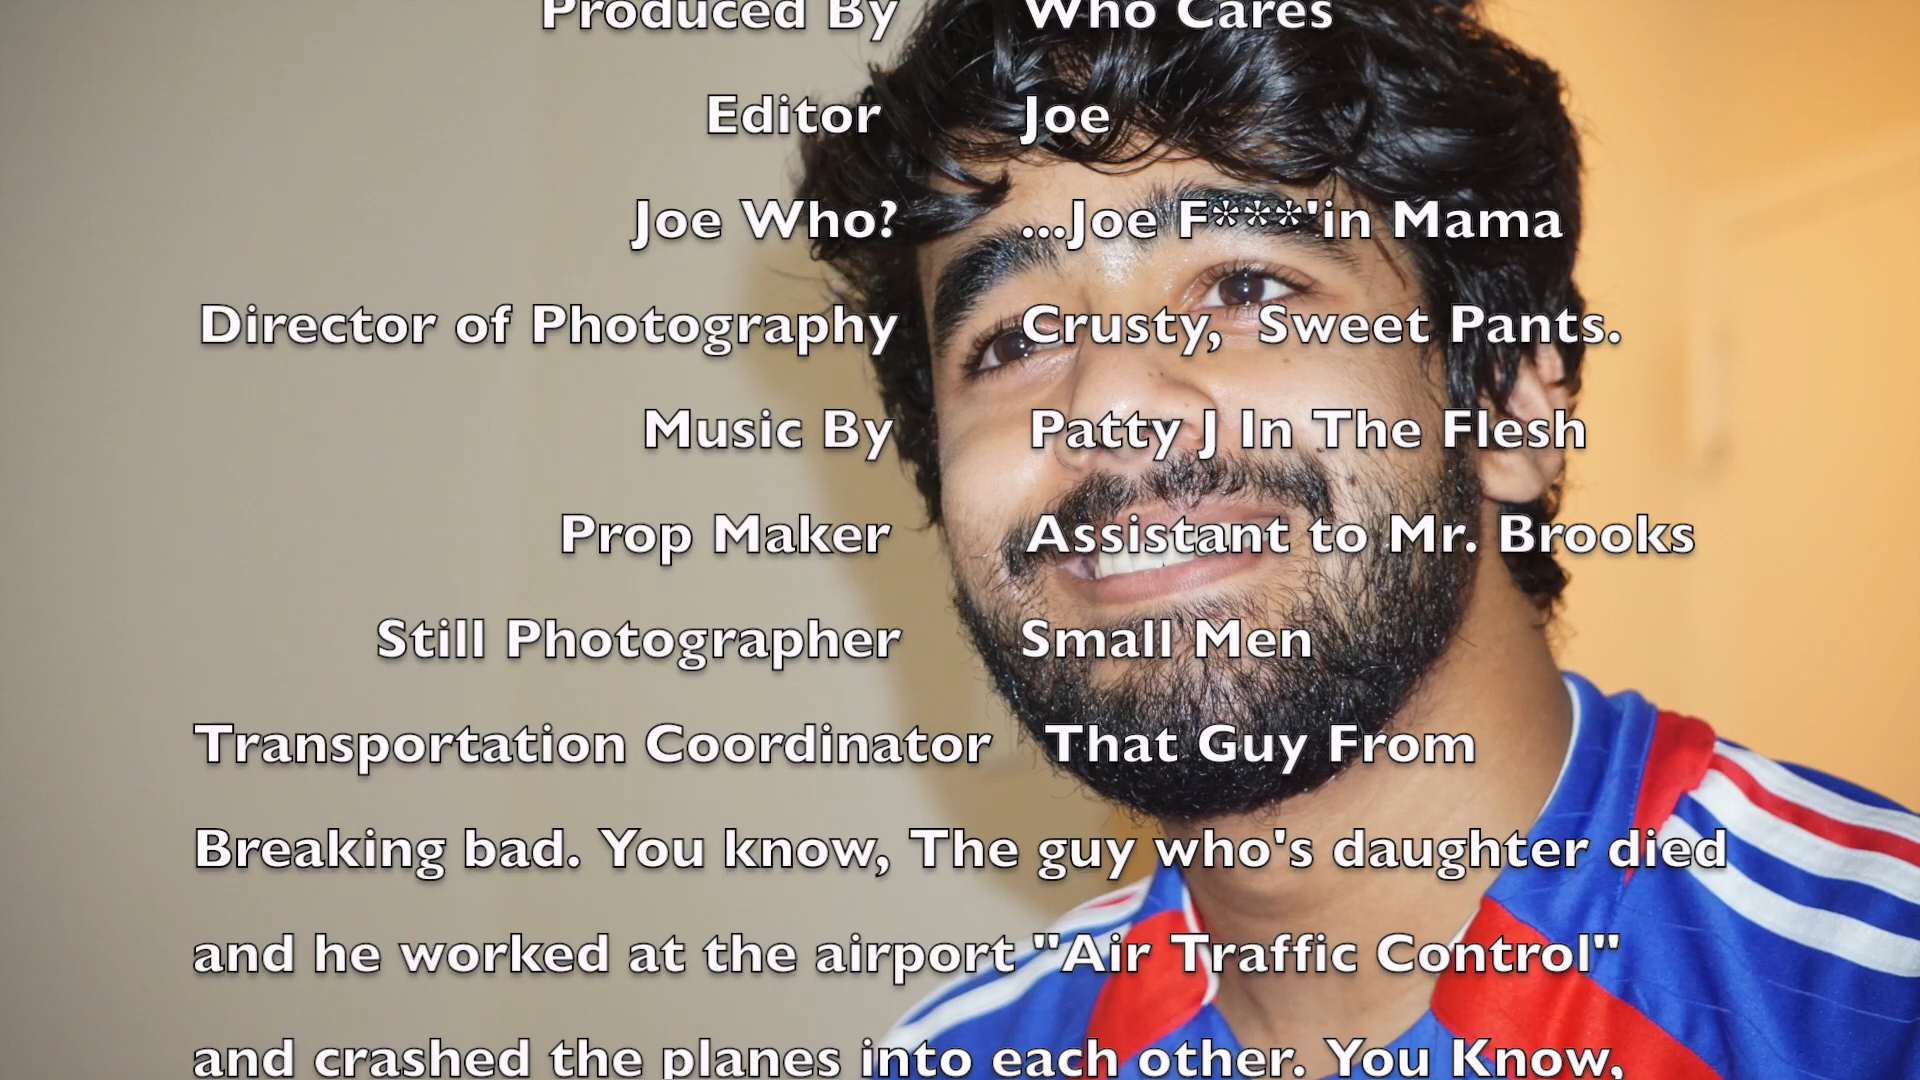 Produced By Who Cares
Editor Joe
Joe Who? ...Joe F***'in Mama
Director of Photography Crusty, Sweet Pants.
Music By Patty J In The Flesh
Prop Maker Assistant to Mr. Brooks
Still Photographer Small Men
Transportation Coordinator That Guy From
Breaking bad. You know, The guy who's daughter died
and he worked at the airport "Air Traffic Control"
and crashed the planes into each other. You Know,